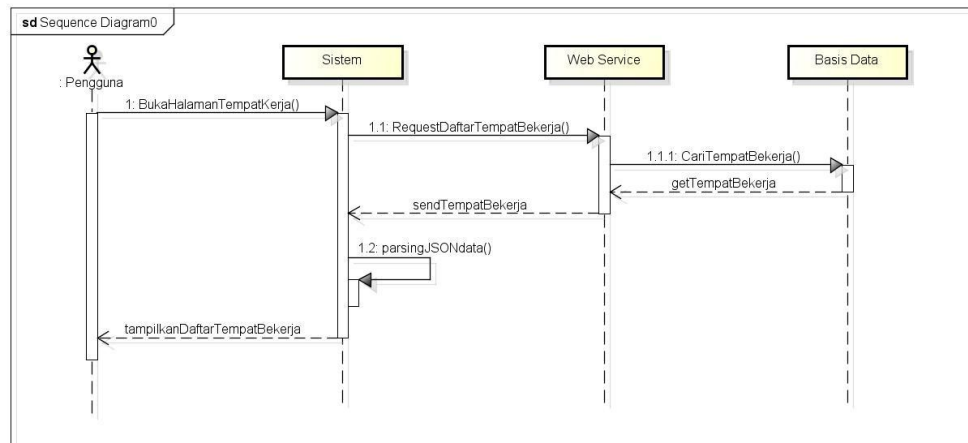 sd Sequence Diagram0
: Pengguna
Sistem
Web Service
Basis Data
1: BukaHalamanTempatKerja()
1.1: RequestDaftarTempatBekerja()
1.1.1: CariTempatBekerja()
getTempatBekerja
sendTempatBekerja
1.2: parsingJSONdata()
tampilkanDaftarTempatBekerja